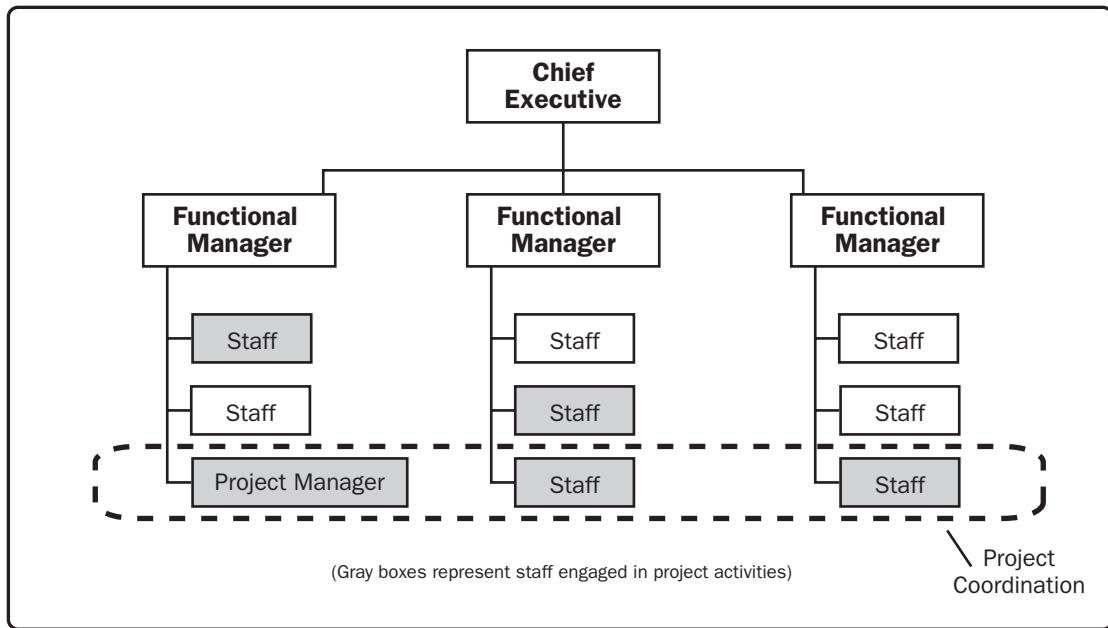 Chief
Executive
Functional
Manager
Functional
Manager
Functional
Manager
Staff
Staff
Staff
Staff
Staff
Staff
Project Manager
Staff
Staff
(Gray boxes represent staff engaged in project activities)
Project
Coordination